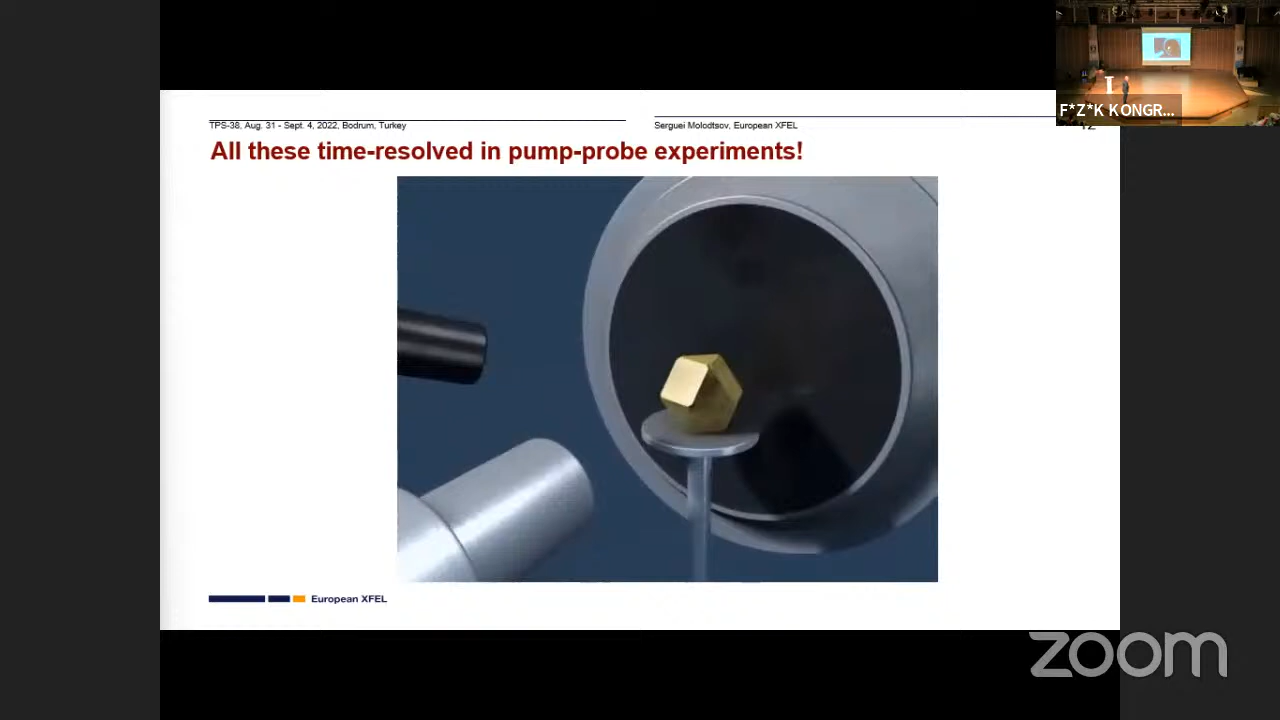 TPS-38, Aug. 31 - Sept. 4, 2022, Bodrum, Turkey
Serguei Molodtsov, European XFEL
F*Z*K KONGR...
All these time-resolved in pump-probe experiments!
European XFEL
zoom